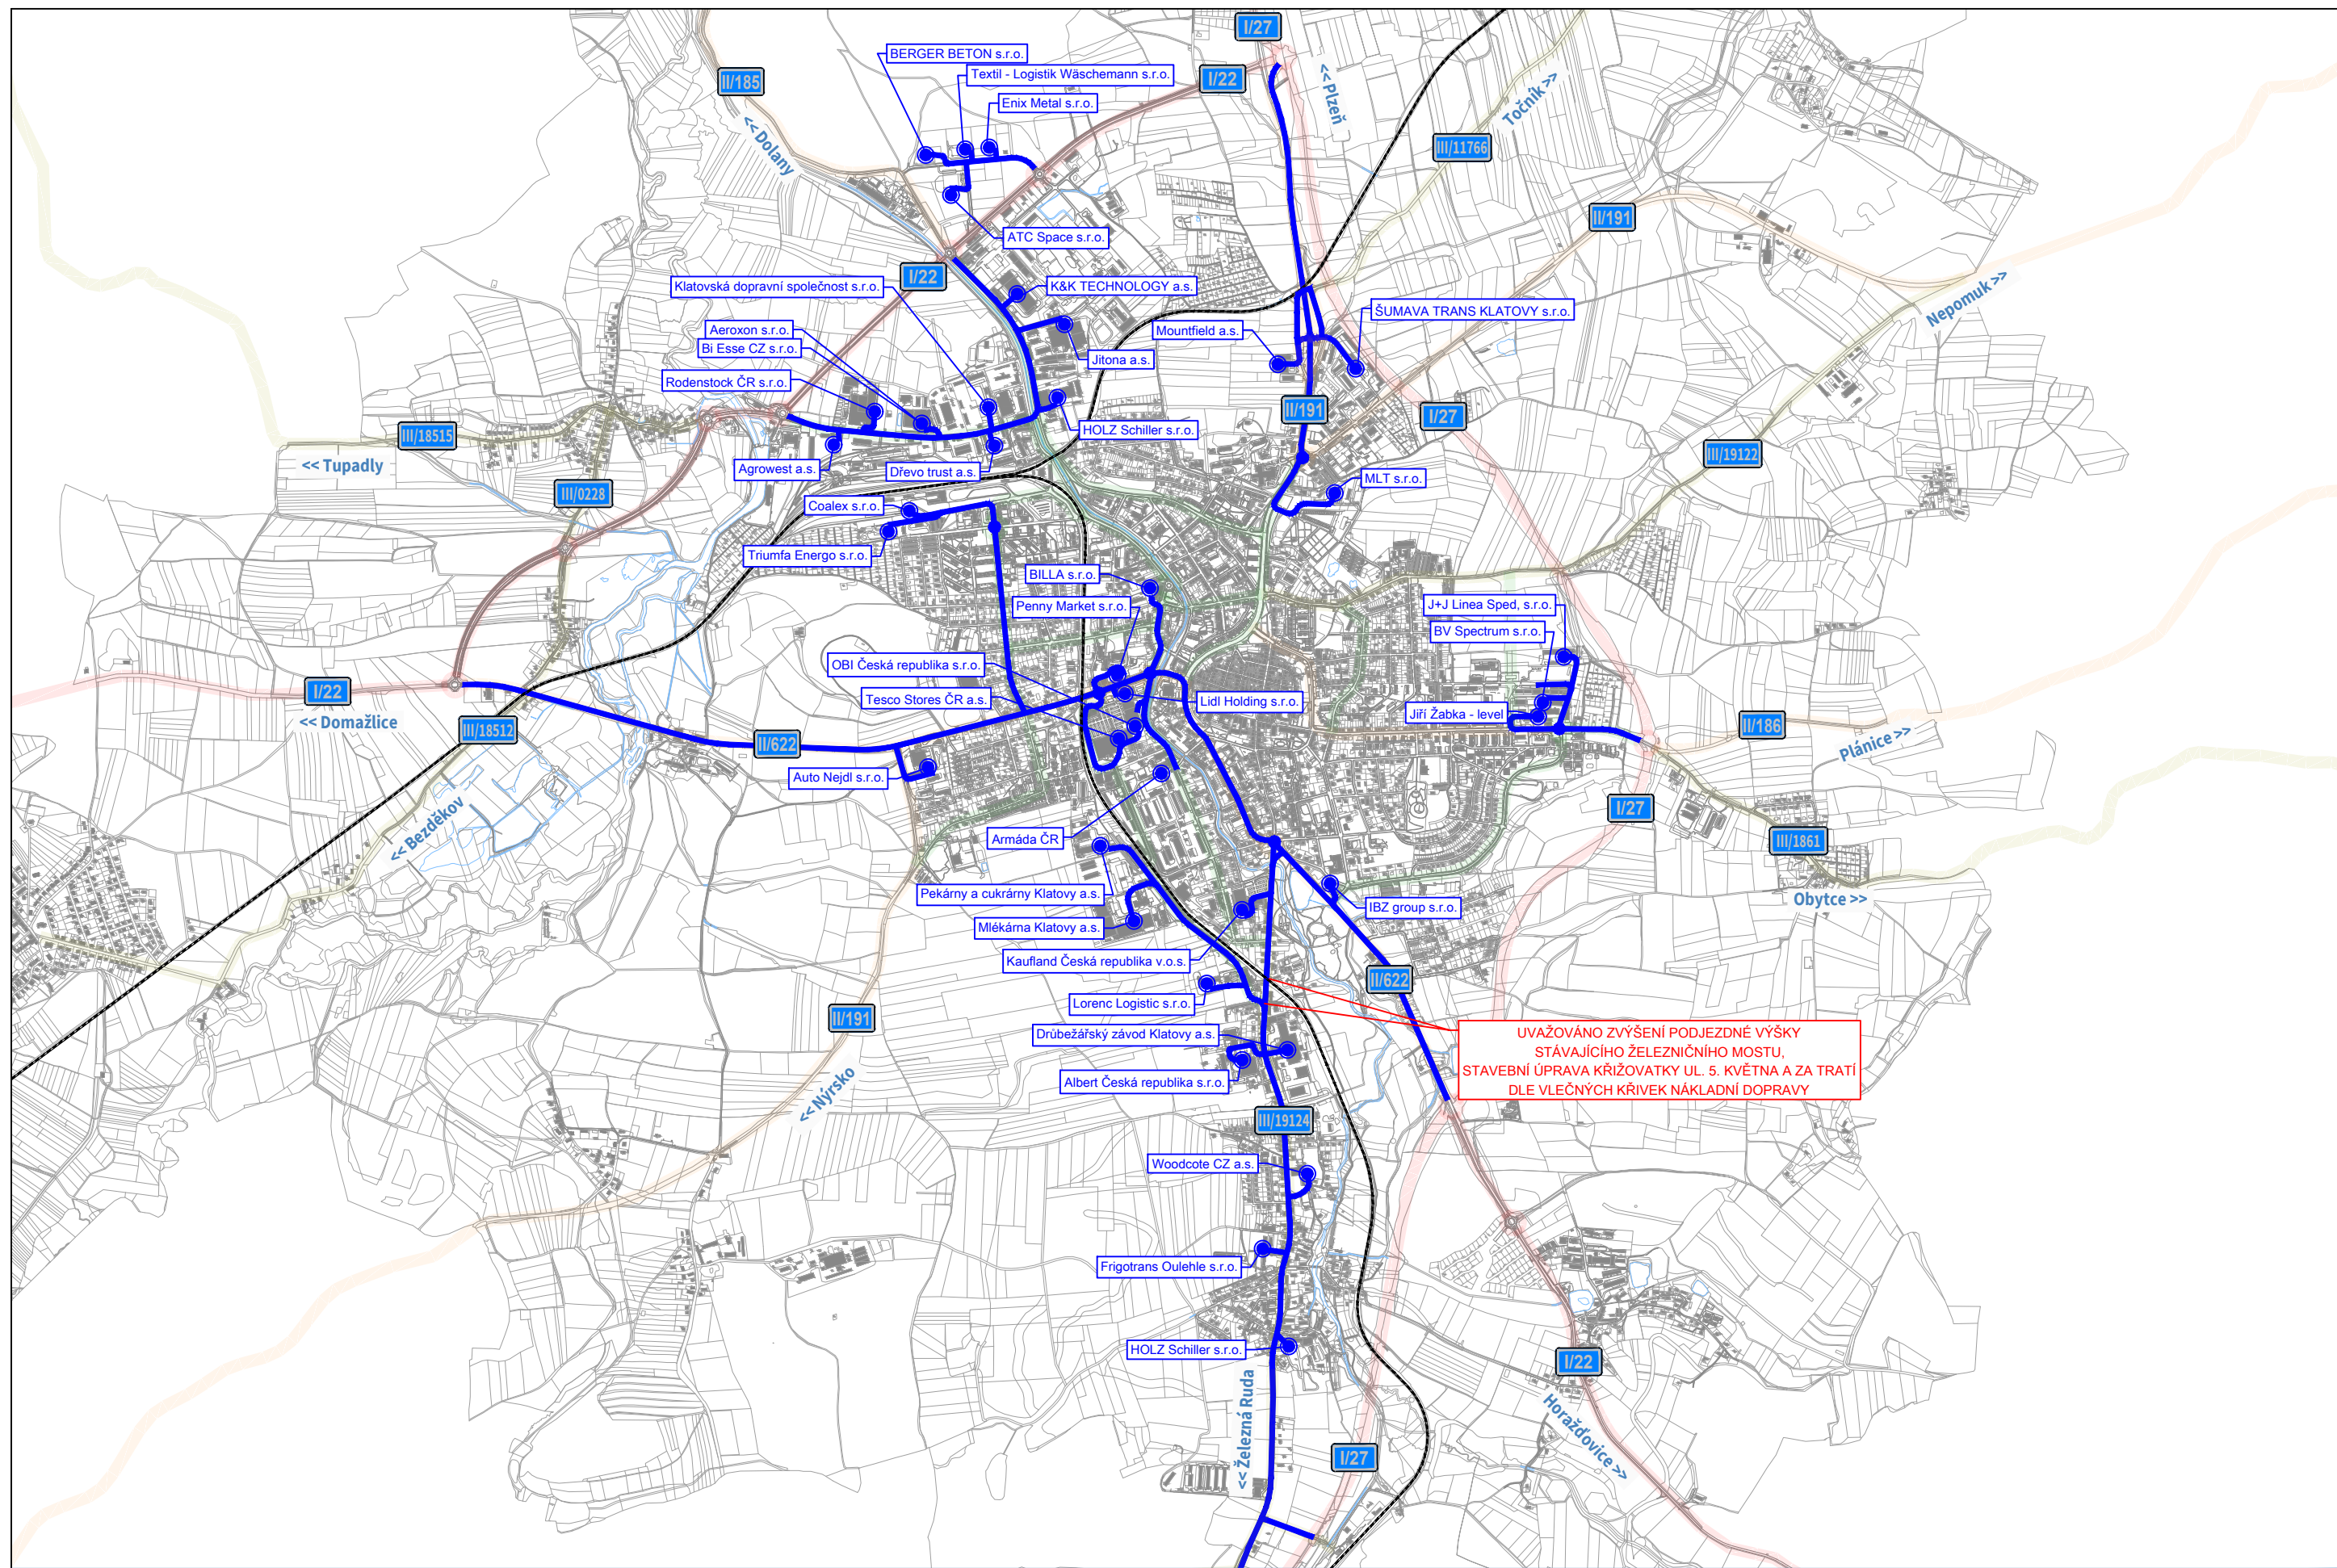 I/27
BERGER BETON s.r.o.
Textil - Logistik Wäschemann s.r.o.
I/22
II/185
Enix Metal s.r.o.
<< Plzeň
Točník >>
<< Dolany
III/11766
II/191
ATC Space s.r.o.
I/22
Klatovská dopravní společnost s.r.o.
K&K TECHNOLOGY a.s.
Nepomuk >>
ŠUMAVA TRANS KLATOVY s.r.o.
Aeroxon s.r.o.
Mountfield a.s.
Bi Esse CZ s.r.o.
Jitona a.s.
Rodenstock ČR s.r.o.
II/191
I/27
III/18515
HOLZ Schiller s.r.o.
<< Tupadly
Agrowest a.s.
Dřevo trust a.s.
III/19122
MLT s.r.o.
III/0228
Coalex s.r.o.
Triumfa Energo s.r.o.
BILLA s.r.o.
Penny Market s.r.o.
J+J Linea Sped, s.r.o.
BV Spectrum s.r.o.
OBI Česká republika s.r.o.
I/22
Tesco Stores ČR a.s.
Lidl Holding s.r.o.
Jiří Žabka - level
<< Domažlice
III/18512
II/622
II/186
Plánice >>
Auto Nejdl s.r.o.
I/27
<< Bezděkov
Armáda ČR
III/1861
Pekárny a cukrárny Klatovy a.s.
Obytce >>
IBZ group s.r.o.
Mlékárna Klatovy a.s.
Kaufland Česká republika v.o.s.
II/622
Lorenc Logistic s.r.o.
II/191
UVAŽOVÁNO ZVÝŠENÍ PODJEZDNÉ VÝŠKY
STÁVAJÍCÍHO ŽELEZNIČNÍHO MOSTU,
STAVEBNÍ ÚPRAVA KŘIŽOVATKY UL. 5. KVĚTNA A ZA TRATÍ
DLE VLEČNÝCH KŘIVEK NÁKLADNÍ DOPRAVY
Drůbežářský závod Klatovy a.s.
Albert Česká republika s.r.o.
<< Nýrsko
III/19124
Woodcote CZ a.s.
Frigotrans Oulehle s.r.o.
HOLZ Schiller s.r.o.
I/22
<< Železná Ruda
Horažďovice >>
I/27